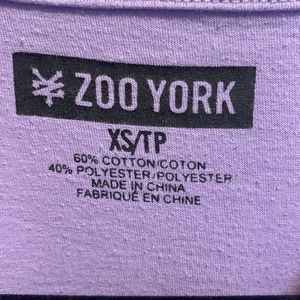 ZOO YORK
XS/TP
60% COTTON/COTON
40% POLYESTER/POLYESTER
MADE IN CHINA
FABRIQUÉ EN CHINE